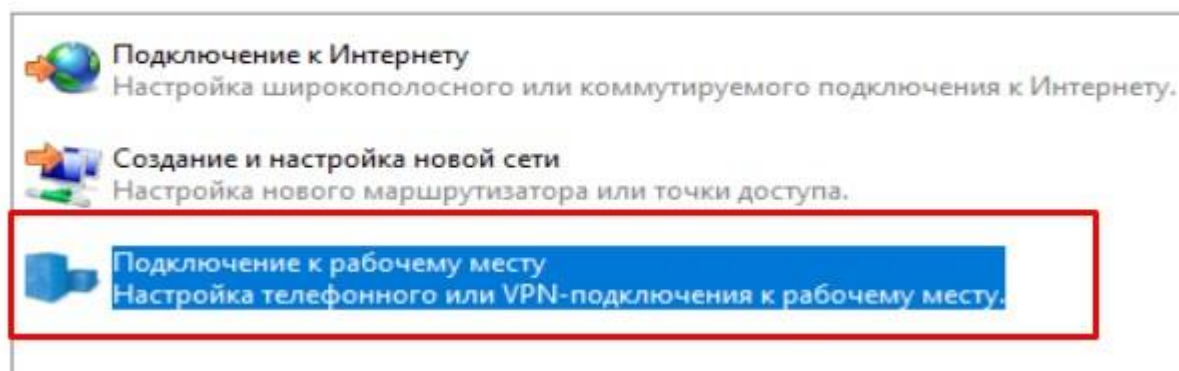 Подключение к Интернету
Настройка широкополосного или коммутируемого подключения к Интернету.
Создание и настройка новой сети
Настройка нового маршрутизатора или точки доступа.
Подключение к рабочему месту
Настройка телефонного или VPN-подключения к рабочему месту.